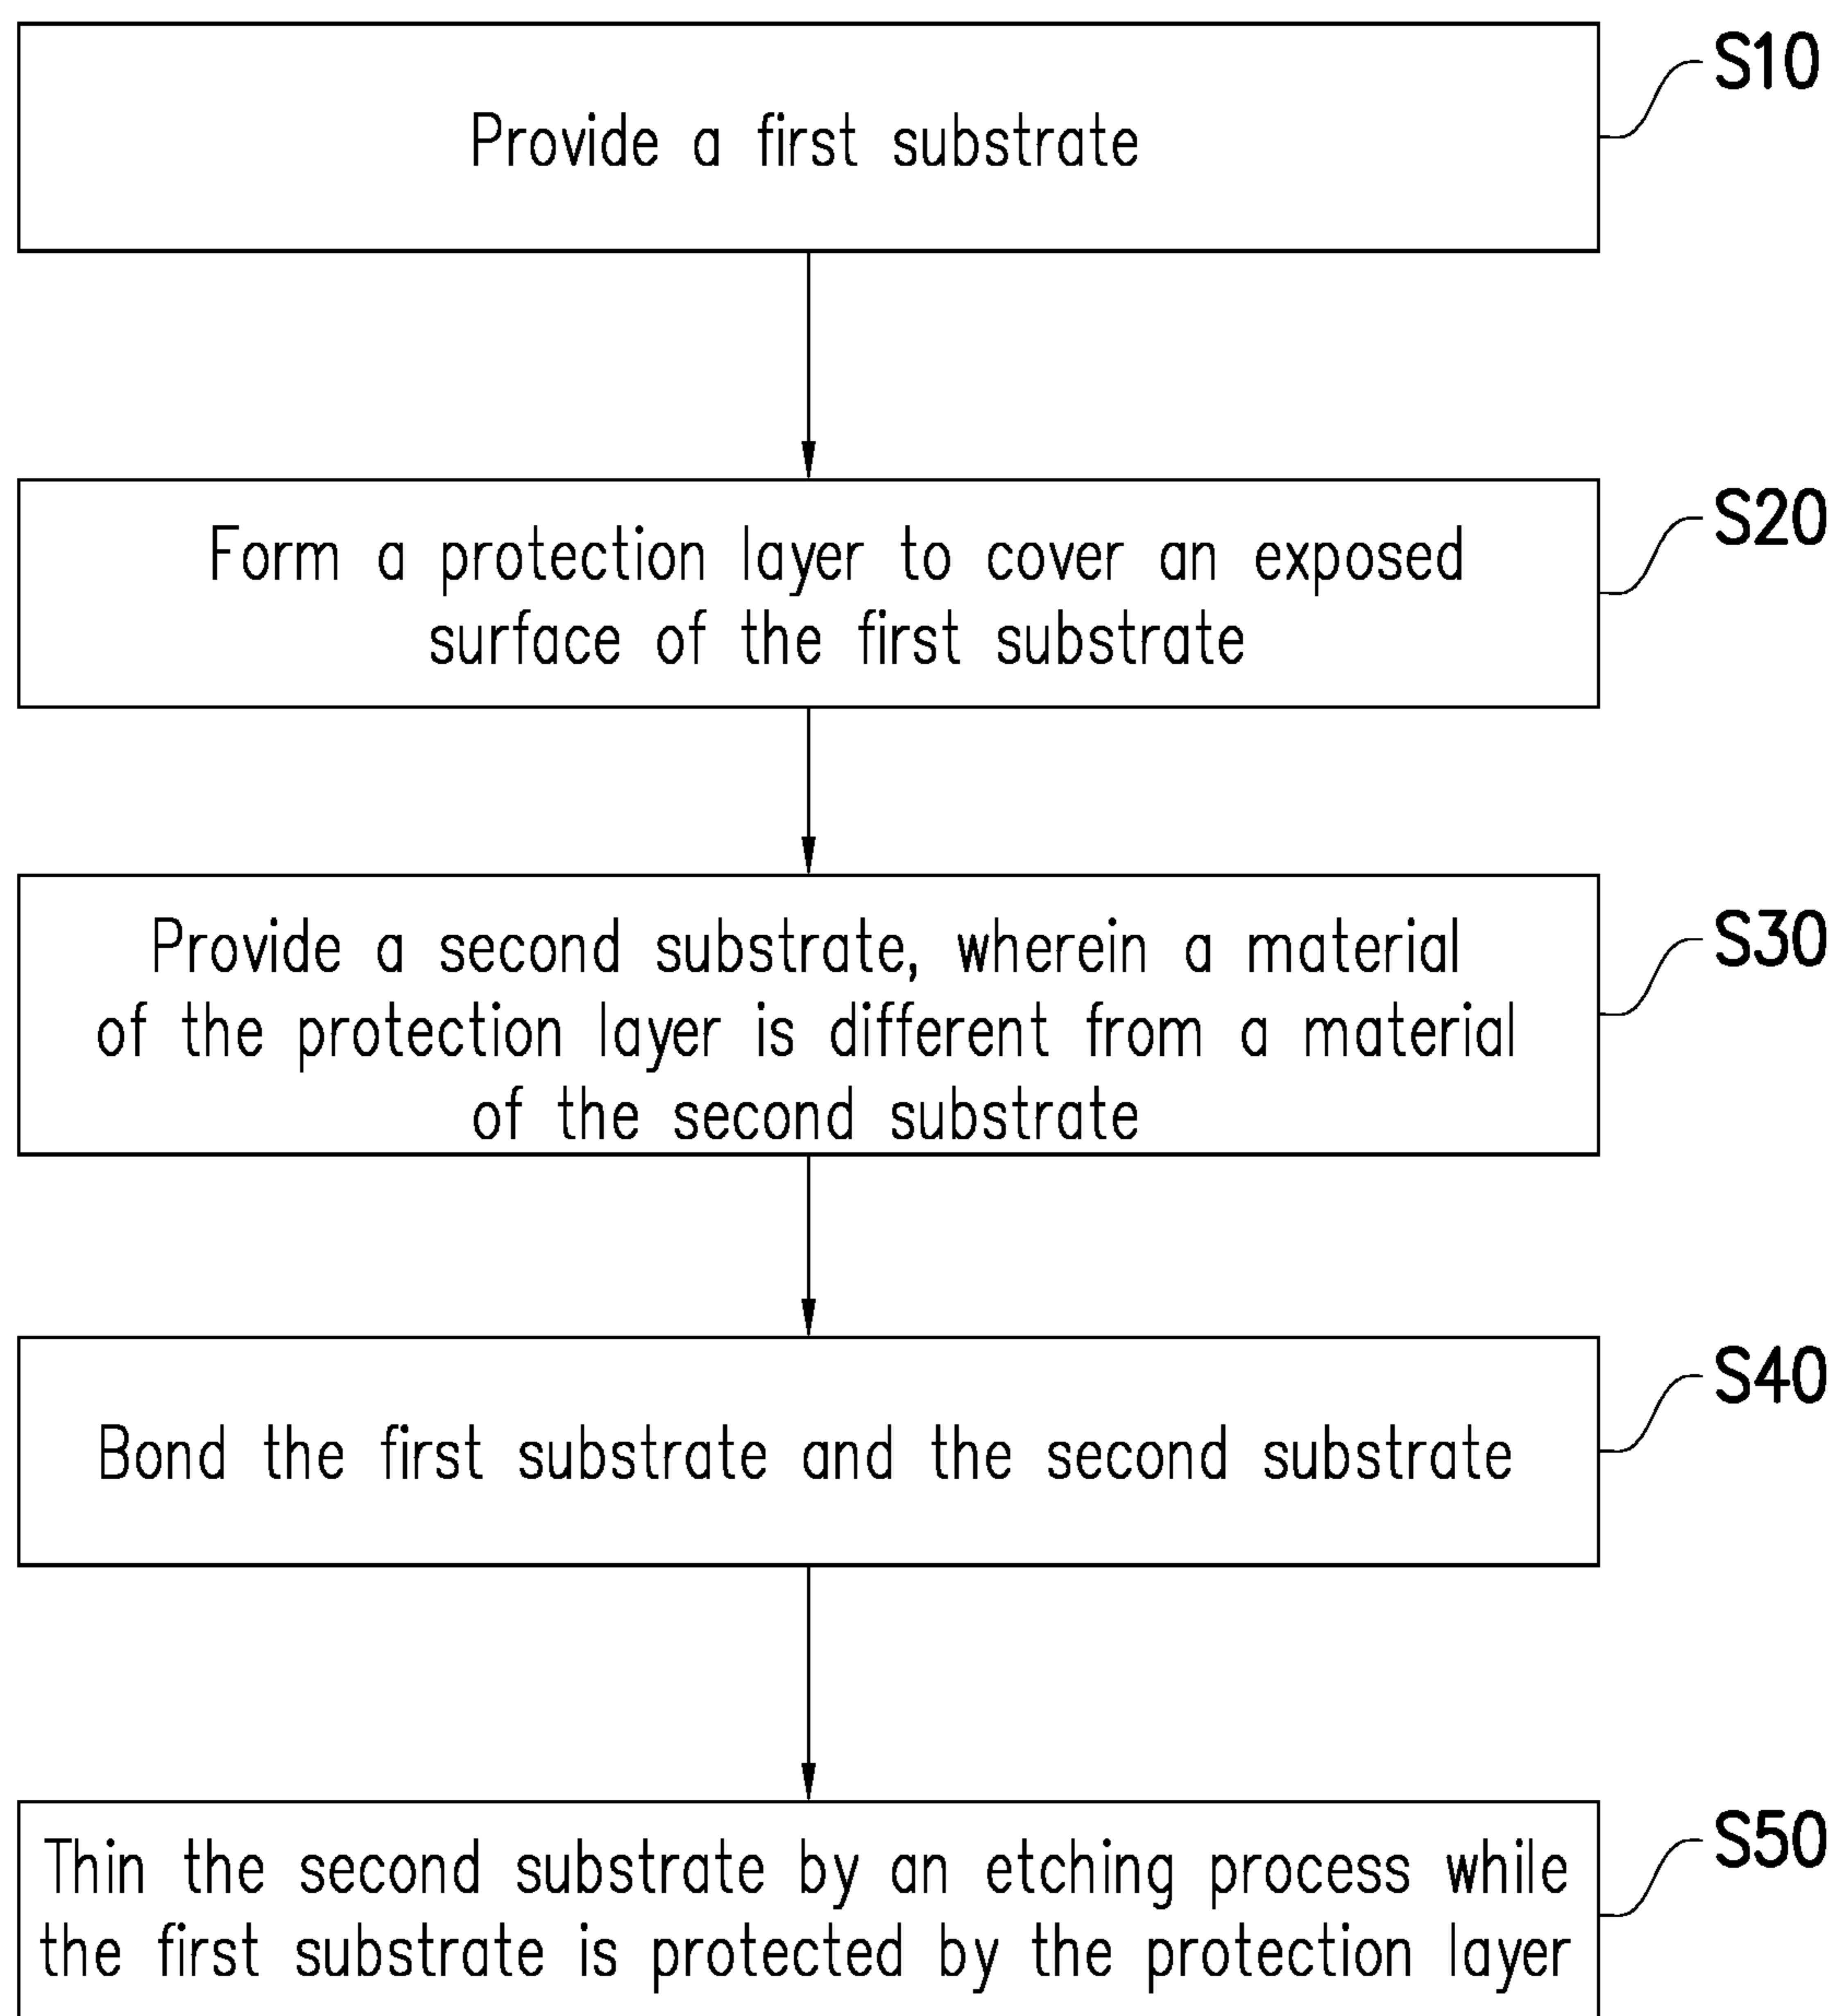 Provide a first substrate
S10
Form a protection layer to cover an exposed
surface of the first substrate
S20
Provide a second substrate, wherein a material
of the protection layer is different from a material
of the second substrate
S30
Bond the first substrate and the second substrate
S40
Thin the second substrate by an etching process while
the first substrate is protected by the protection layer
S50